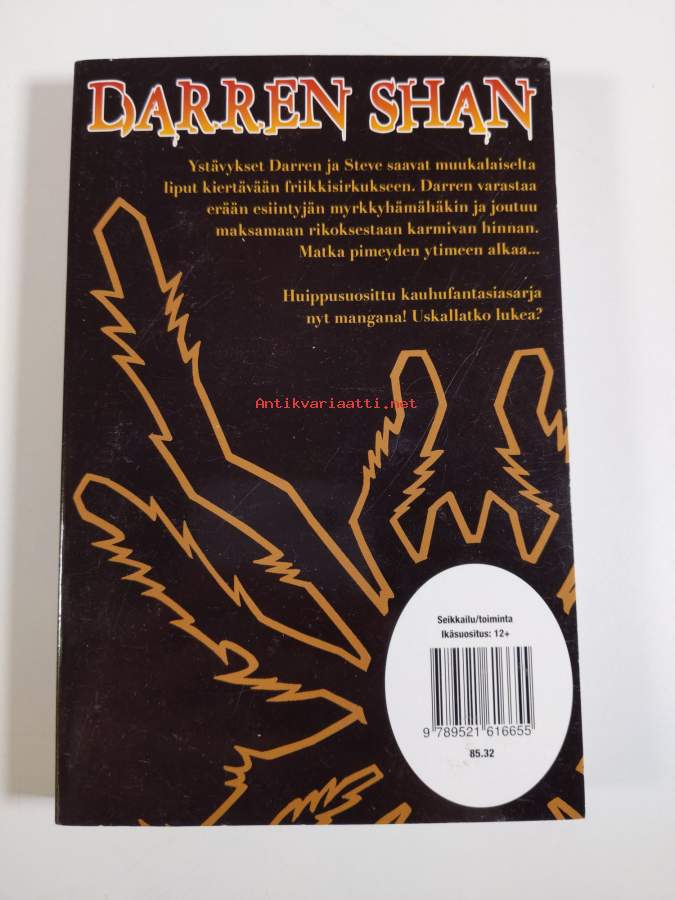 DARREN SHAN
Ystävykset Darren ja Steve saavat muukalaiselta
liput kiertävään friikkisirkukseen. Darren varastaa
erään esiintyjän myrkkyhämähäkin ja joutuu
maksamaan rikoksestaan karmivan hinnan.
Matka pimeyden ytimeen alkaa...
Huippusuosittu kauhufantasiasarja
nyt mangana! Uskallatko lukea?
Antikvariaatti.net
Seikkailu/toiminta
Ikäsuositus: 12+
9 789521 616655
85.32